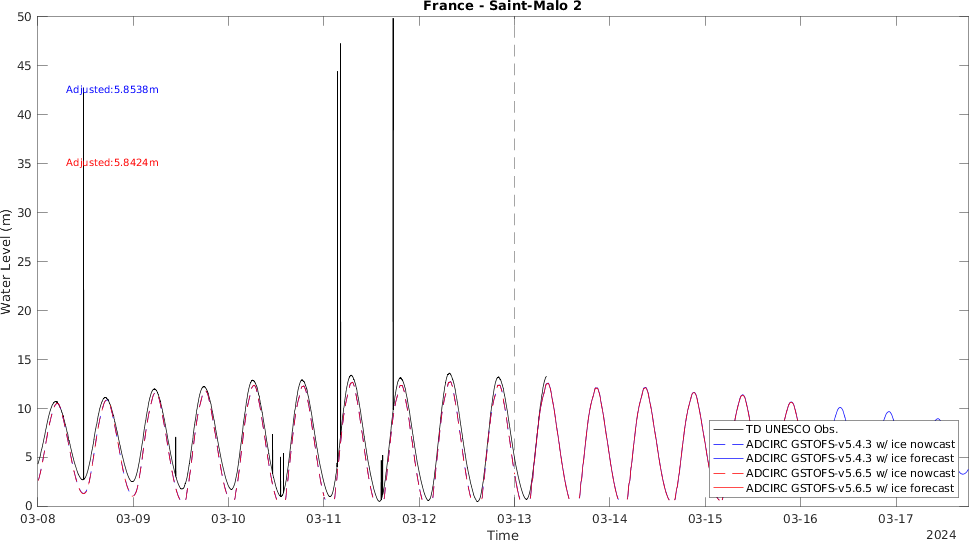 France - Saint-Malo 2
50
45
40
35
30
25
20
15
10
5
0
Water Level (m)
Adjusted:5.8538m
Adjusted:5.8424m
TD UNESCO Obs.
ADCIRC GSTOFS-v5.4.3 w/ ice nowcast
ADCIRC GSTOFS-v5.4.3 w/ ice forecast
ADCIRC GSTOFS-v5.6.5 w/ ice nowcast
ADCIRC GSTOFS-v5.6.5 w/ ice forecast
03-08 03-09 03-10 03-11 03-12 03-13 03-14 03-15 03-16 03-17
Time
2024